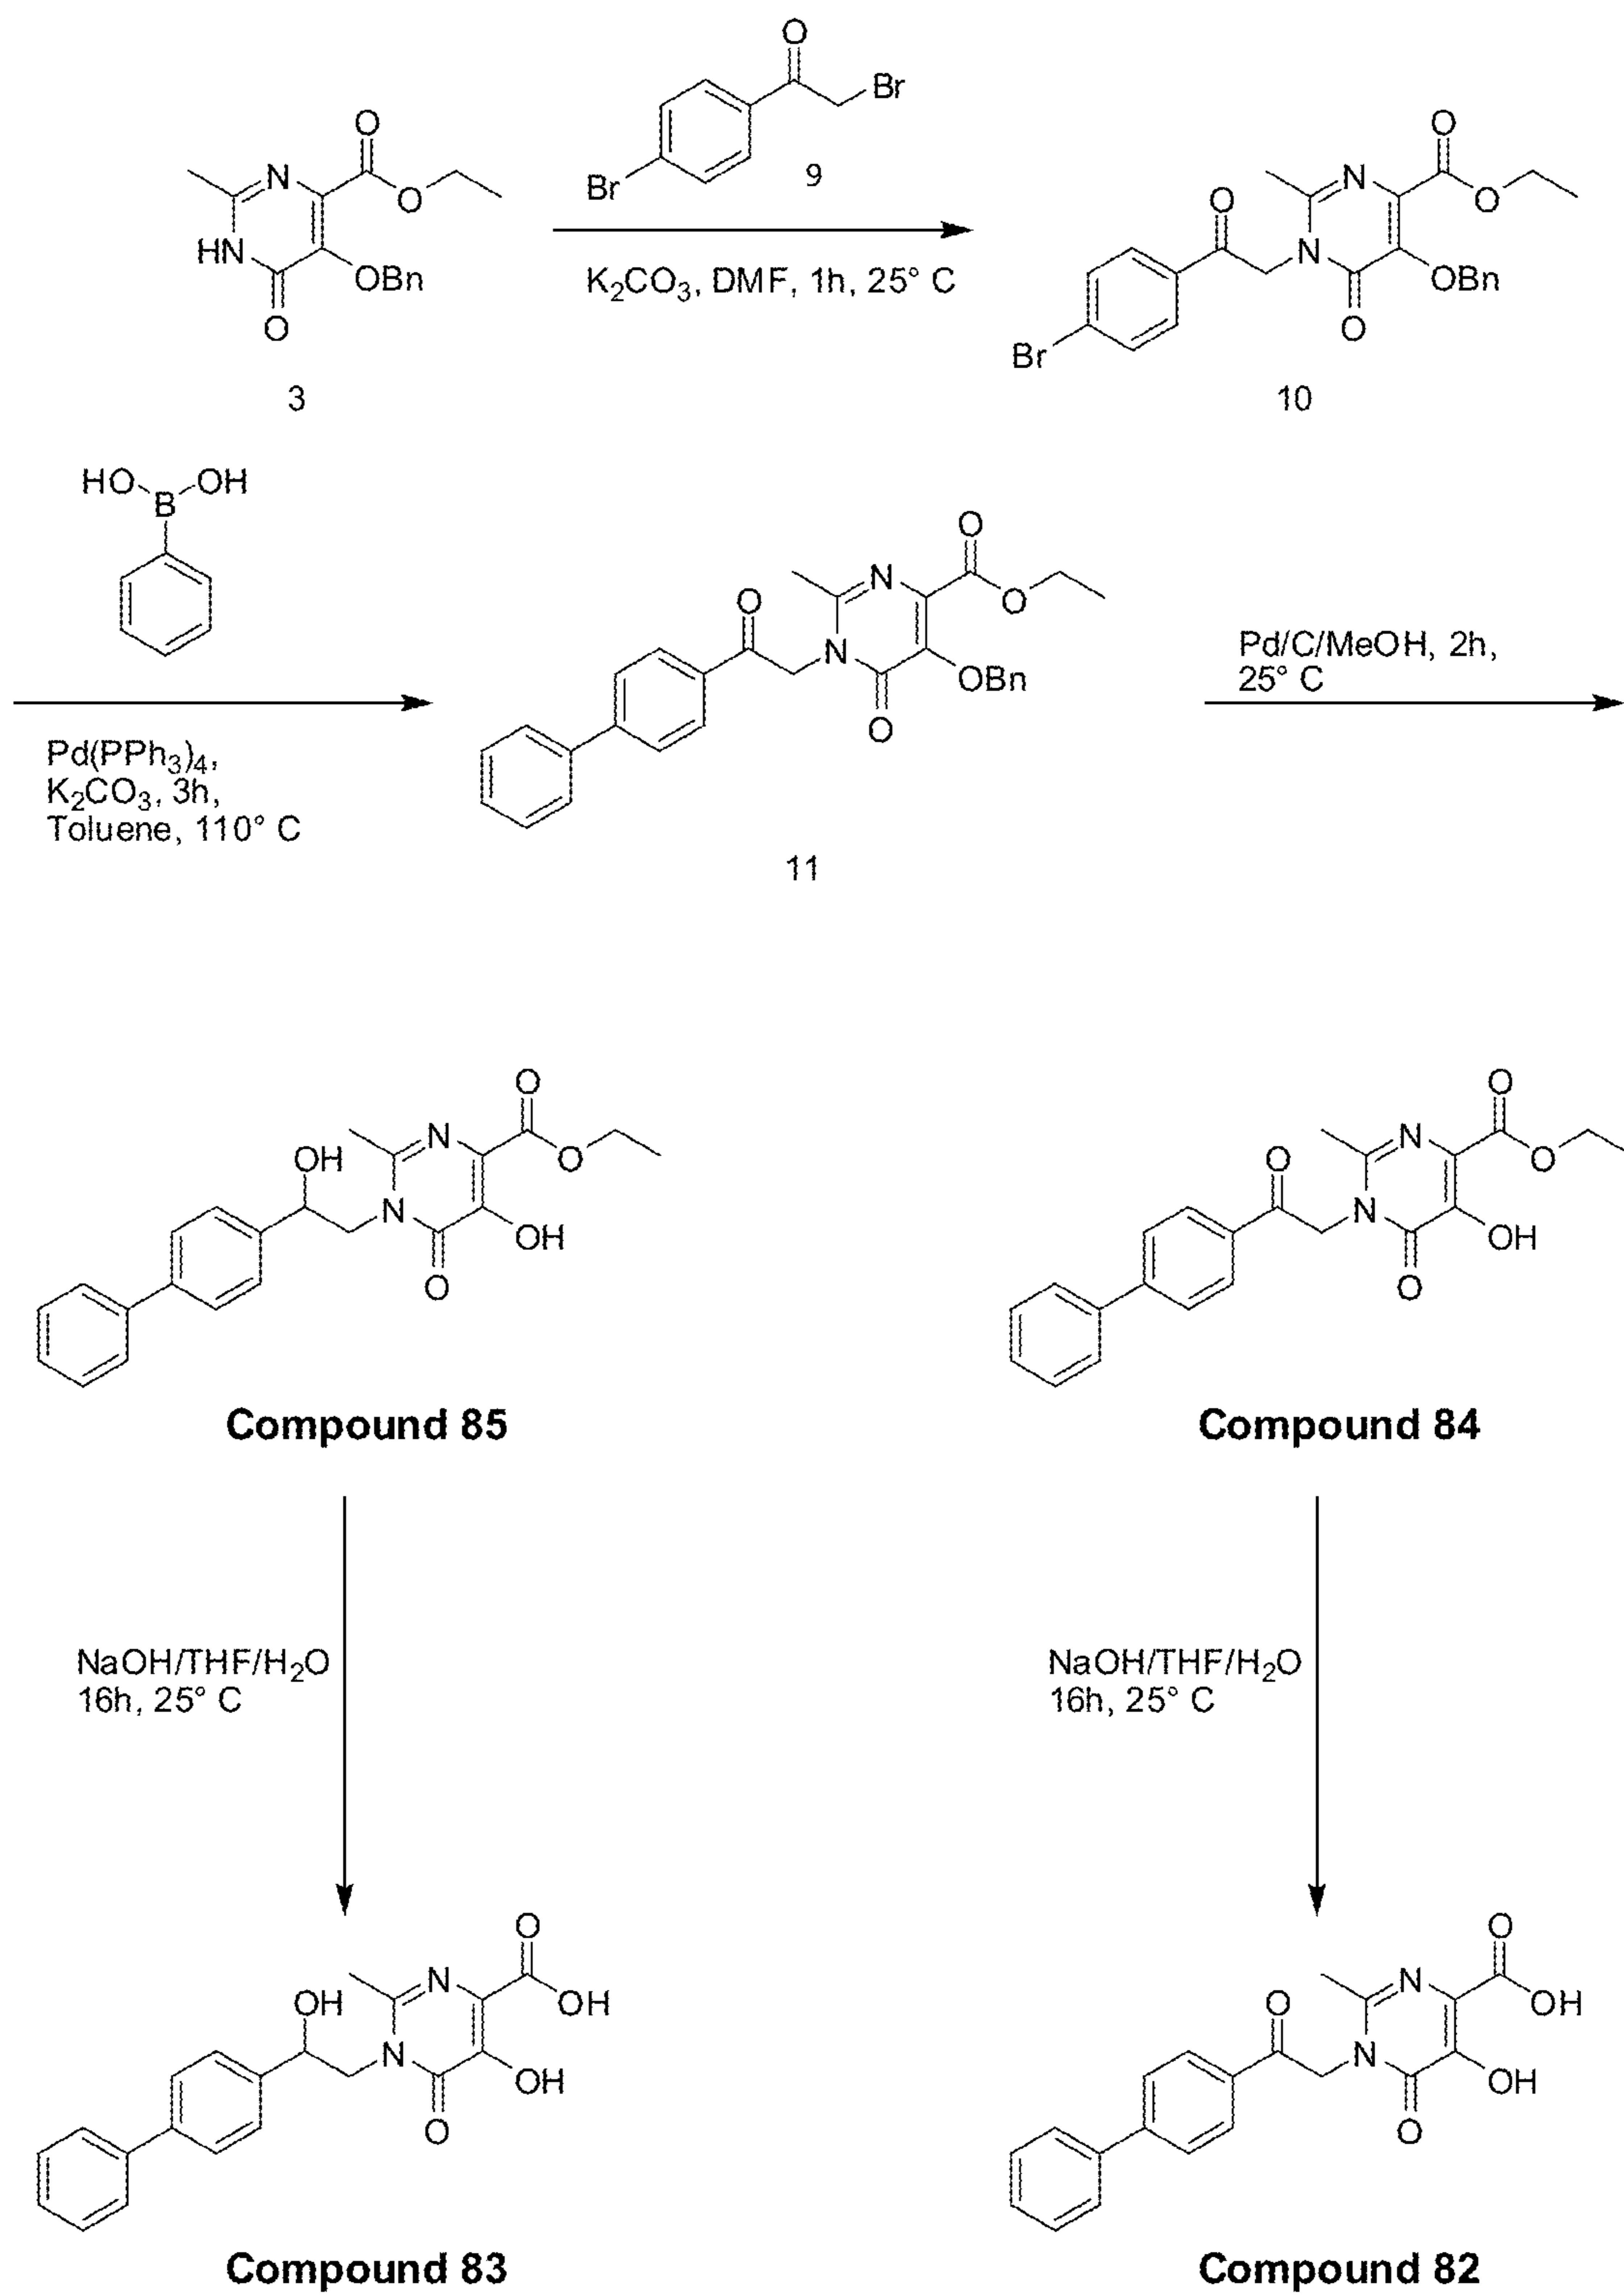 O
Br
Br
9
O
N
O
HN
OBn
O
3
K₂CO₃, DMF, 1h, 25° C
O
N
O
O
N
OBn
O
Br
10
HO OH
B
Pd(PPh₃)₄,
K₂CO₃, 3h,
Toluene, 110° C
O
N
O
O
N
OBn
O
11
Pd/C/MeOH, 2h,
25° C
O
N
O
OH
N
OH
O
Compound 85
O
N
O
O
N
OH
O
Compound 84
NaOH/THF/H₂O
16h, 25° C
NaOH/THF/H₂O
16h, 25° C
O
N
OH
OH
N
OH
O
Compound 83
O
N
O
OH
N
OH
O
Compound 82